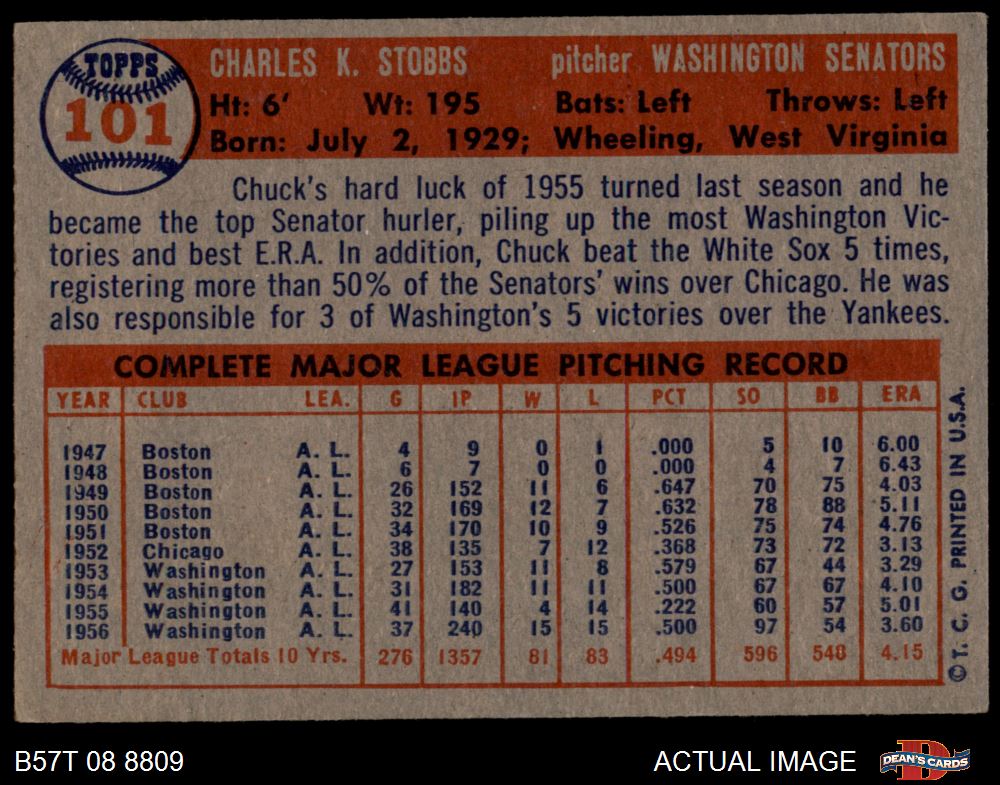 TOPPS
101
CHARLES K. STOBBS pitcher WASHINGTON SENATORS
Ht: 6' Wt: 195 Bats: Left Throws: Left
Born: July 2, 1929; Wheeling, West Virginia
Chuck's hard luck of 1955 turned last season and he
became the top Senator hurler, piling up the most Washington Vic-
tories and best E.R.A. In addition, Chuck beat the White Sox 5 times,
registering more than 50% of the Senators' wins over Chicago. He was
also responsible for 3 of Washington's 5 victories over the Yankees.
COMPLETE MAJOR LEAGUE PITCHING RECORD
YEAR CLUB LEA. G IP W L PCT SO BB ERA
1947 Boston A. L. 4 9 0 1 .000 5 10 6.00
1948 Boston A. L. 6 7 0 0 .000 4 7 6.43
1949 Boston A. L. 26 152 11 6 .647 70 75 4.03
1950 Boston A. L. 32 169 12 7 .632 78 88 5.11
1951 Boston A. L. 34 170 10 9 .526 75 74 4.76
1952 Chicago A. L. 38 135 7 12 .368 73 72 3.13
1953 Washington A. L. 27 153 11 8 .579 67 44 3.29
1954 Washington A. L. 31 182 11 11 .500 67 67 4.10
1955 Washington A. L. 41 140 4 14 .222 60 57 5.01
1956 Washington A. L. 37 240 15 15 .500 97 54 3.60
Major League Totals 10 Yrs. 276 1357 81 83 .494 596 548 4.15
© T. C. G. PRINTED IN U.S.A.
B57T 08 8809 ACTUAL IMAGE
D
DEAN'S CARDS